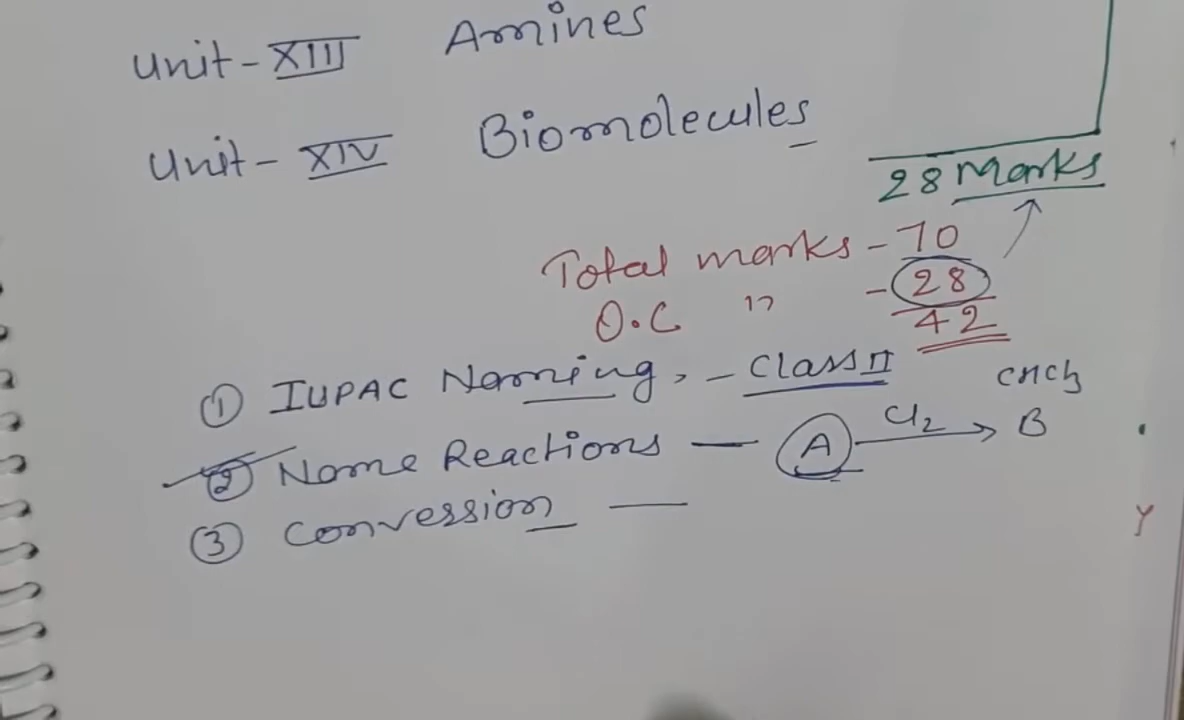 Unit-XIII Amines
Unit-XIV Biomolecules
28 Marks
Total marks - 70
O.C " - 28
42
① IUPAC Naming, - Class II
② Name Reactions — A Cl2 → B
③ Conversion —
Y